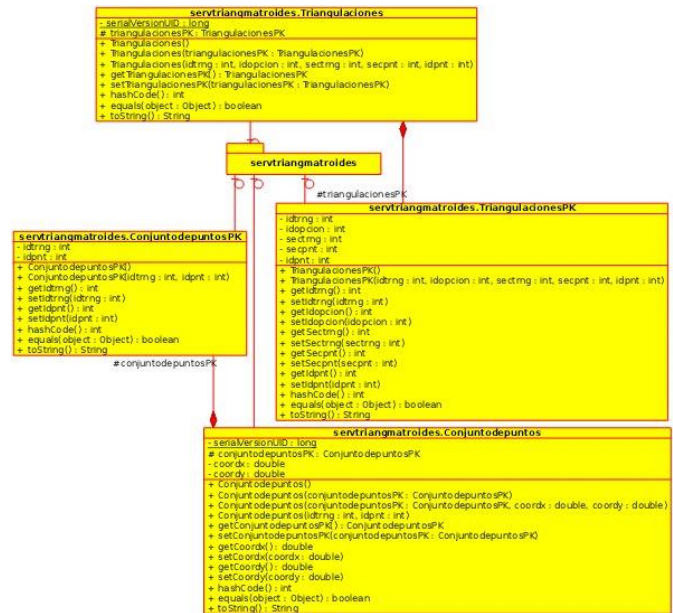 servtriangmatroides.Triangulaciones
- serialVersionUID : long
# triangulacionesPK : TriangulacionesPK
+ Triangulaciones()
+ Triangulaciones(triangulacionesPK : TriangulacionesPK)
+ Triangulaciones(idtrng : int, idopcion : int, sectrng : int, secpnt : int, idpnt : int)
+ getTriangulacionesPK() : TriangulacionesPK
+ setTriangulacionesPK(triangulacionesPK : TriangulacionesPK)
+ hashCode() : int
+ equals(object : Object) : boolean
+ toString() : String
servtriangmatroides
#triangulacionesPK
servtriangmatroides.TriangulacionesPK
- idtrng : int
- idopcion : int
- sectrng : int
- secpnt : int
- idpnt : int
+ TriangulacionesPK()
+ TriangulacionesPK(idtrng : int, idopcion : int, sectrng : int, secpnt : int, idpnt : int)
+ getIdtrng() : int
+ setIdtrng(idtrng : int)
+ getIdopcion() : int
+ setIdopcion(idopcion : int)
+ getSectrng() : int
+ setSectrng(sectrng : int)
+ getSecpnt() : int
+ setSecpnt(secpnt : int)
+ getIdpnt() : int
+ setIdpnt(idpnt : int)
+ hashCode() : int
+ equals(object : Object) : boolean
+ toString() : String
servtriangmatroides.ConjuntodepuntosPK
- idtrng : int
- idpnt : int
+ ConjuntodepuntosPK()
+ ConjuntodepuntosPK(idtrng : int, idpnt : int)
+ getIdtrng() : int
+ setIdtrng(idtrng : int)
+ getIdpnt() : int
+ setIdpnt(idpnt : int)
+ hashCode() : int
+ equals(object : Object) : boolean
+ toString() : String
# conjuntodepuntosPK
servtriangmatroides.Conjuntodepuntos
- serialVersionUID : long
# conjuntodepuntosPK : ConjuntodepuntosPK
- coordx : double
- coordy : double
+ Conjuntodepuntos()
+ Conjuntodepuntos(conjuntodepuntosPK : ConjuntodepuntosPK)
+ Conjuntodepuntos(conjuntodepuntosPK : ConjuntodepuntosPK, coordx : double, coordy : double)
+ Conjuntodepuntos(idtrng : int, idpnt : int)
+ getConjuntodepuntosPK() : ConjuntodepuntosPK
+ setConjuntodepuntosPK(conjuntodepuntosPK : ConjuntodepuntosPK)
+ getCoordx() : double
+ setCoordx(coordx : double)
+ getCoordy() : double
+ setCoordy(coordy : double)
+ hashCode() : int
+ equals(object : Object) : boolean
+ toString() : String